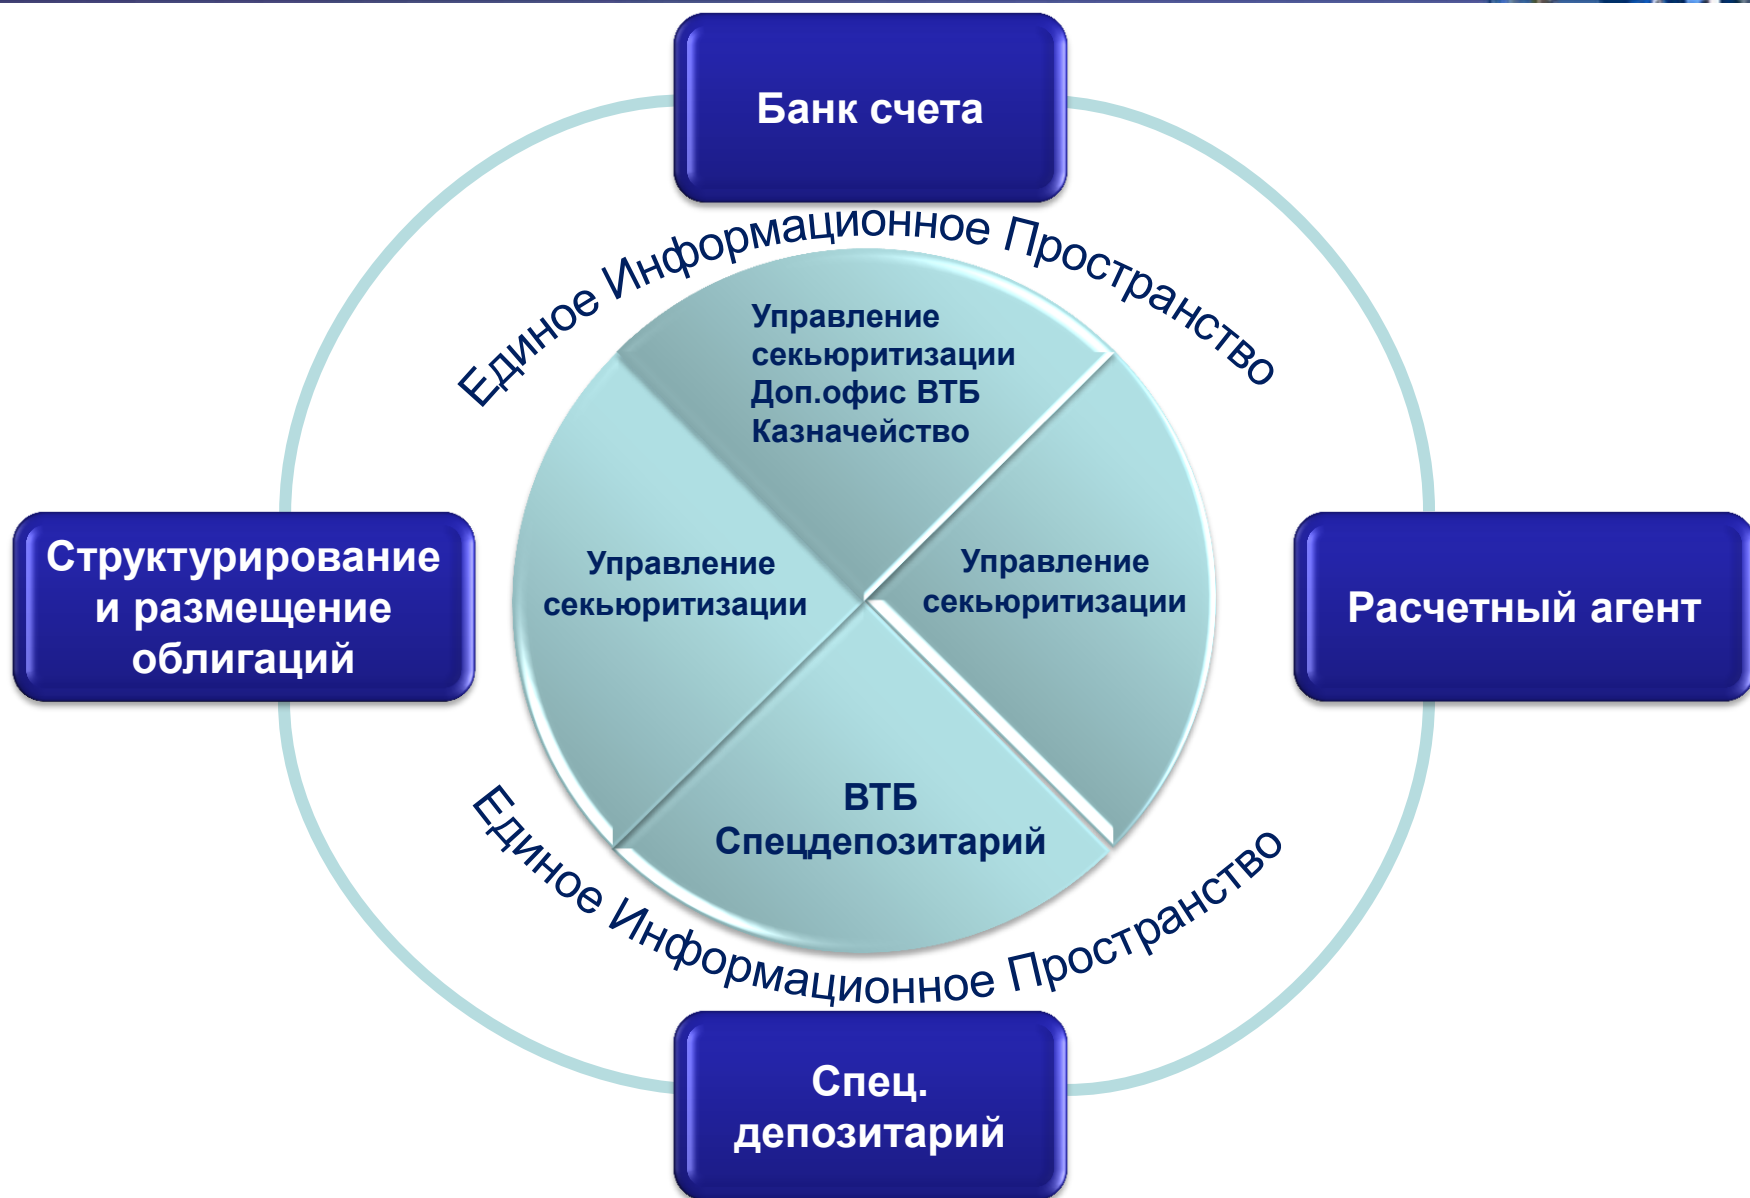 Банк счета
Единое Информационное Пространство
Управление
секьюритизации
Доп.офис ВТБ
Казначейство
Структурирование
и размещение
облигаций
Управление
секьюритизации
Управление
секьюритизации
Расчетный агент
ВТБ
Спецдепозитарий
Единое Информационное Пространство
Спец.
депозитарий